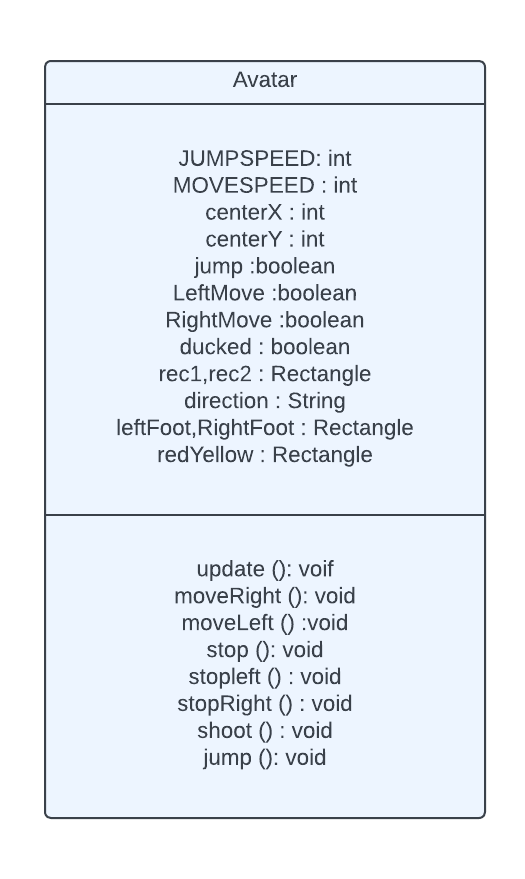 Avatar
JUMPSPEED: int
MOVESPEED : int
centerX : int
centerY : int
jump :boolean
LeftMove :boolean
RightMove :boolean
ducked : boolean
rec1,rec2 : Rectangle
direction : String
leftFoot,RightFoot : Rectangle
redYellow : Rectangle
update (): voif
moveRight (): void
moveLeft () :void
stop (): void
stopleft () : void
stopRight () : void
shoot () : void
jump (): void